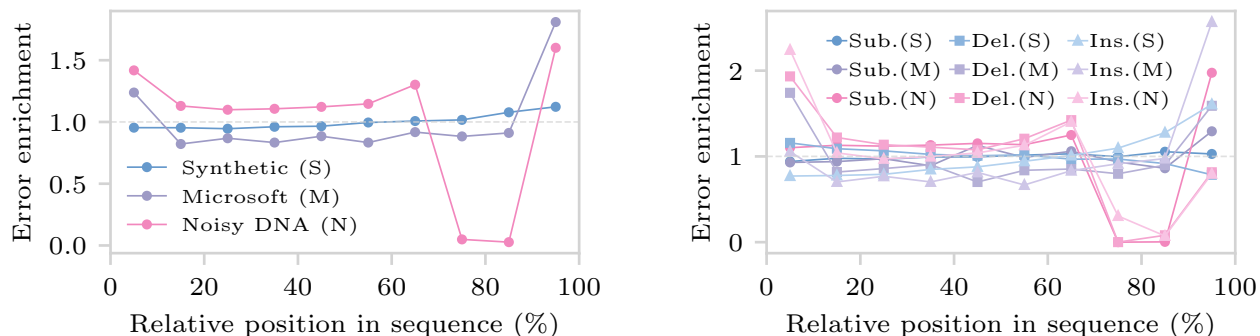 Error enrichment
1.5
1.0
0.5
0.0
Synthetic (S)
Microsoft (M)
Noisy DNA (N)
0 20 40 60 80 100
Relative position in sequence (%)
Error enrichment
2
1
0
Sub.(S) Del.(S) Ins.(S)
Sub.(M) Del.(M) Ins.(M)
Sub.(N) Del.(N) Ins.(N)
0 20 40 60 80 100
Relative position in sequence (%)